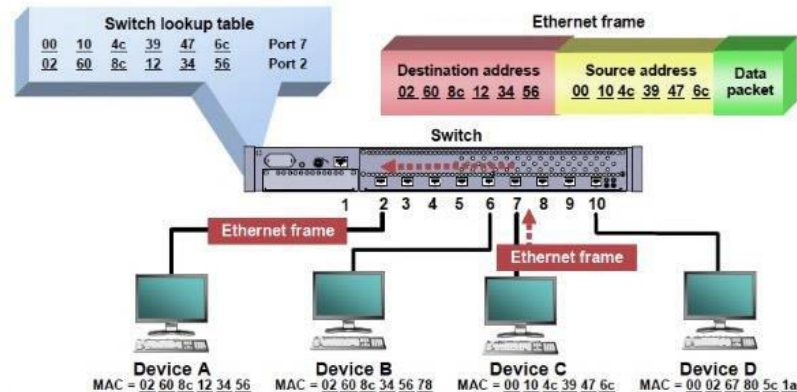 Switch lookup table
00 10 4c 39 47 6c Port 7
02 60 8c 12 34 56 Port 2
Ethernet frame
Destination address Source address Data
02 60 8c 12 34 56 00 10 4c 39 47 6c packet
Switch
1 2 3 4 5 6 7 8 9 10
Ethernet frame
Ethernet frame
Device A Device B Device C Device D
MAC = 02 60 8c 12 34 56 MAC = 02 60 8c 34 56 78 MAC = 00 10 4c 39 47 6c MAC = 00 02 67 80 5c 1a